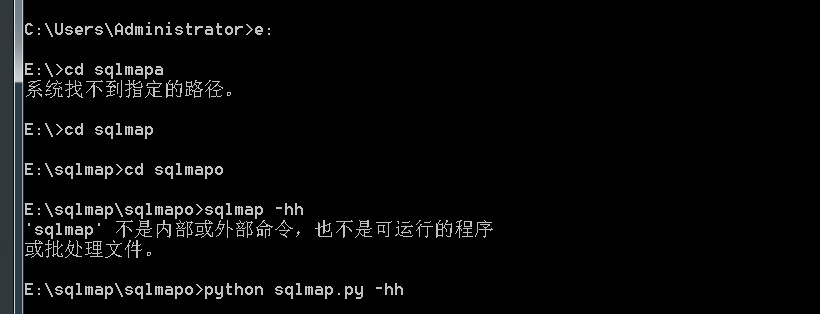 C:\Users\Administrator>e:
E:\>cd sqlmapa
系统找不到指定的路径。
E:\>cd sqlmap
E:\sqlmap>cd sqlmapo
E:\sqlmap\sqlmapo>sqlmap -hh
'sqlmap' 不是内部或外部命令，也不是可运行的程序
或批处理文件。
E:\sqlmap\sqlmapo>python sqlmap.py -hh